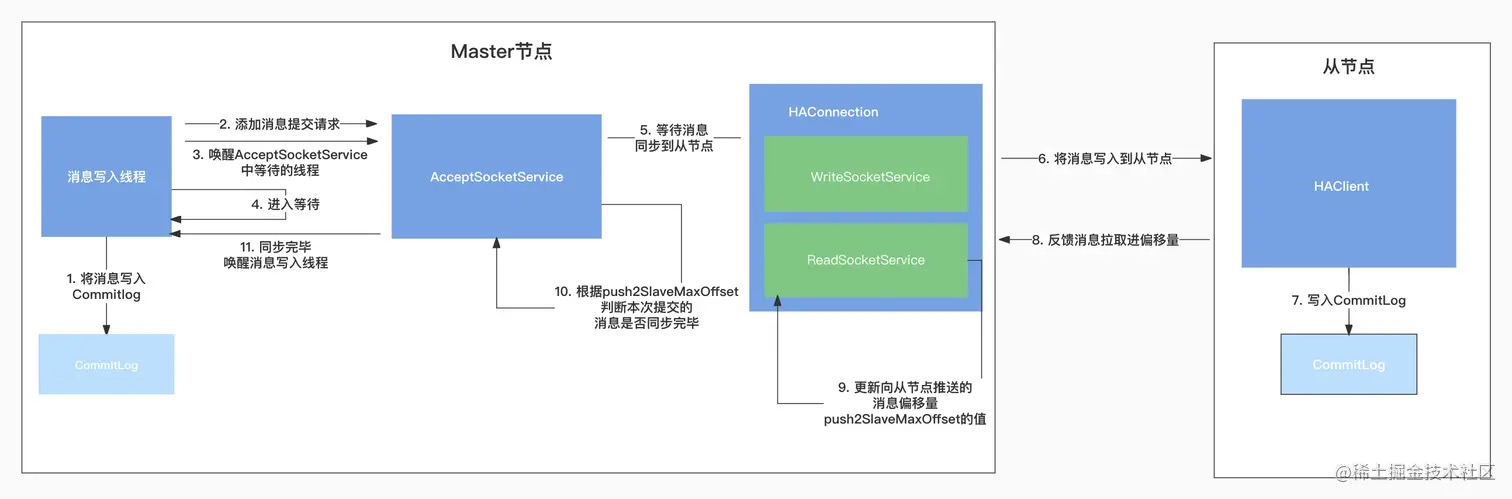 Master节点
消息写入线程
2. 添加消息提交请求
3. 唤醒AcceptSocketService
中等待的线程
4. 进入等待
11. 同步完毕
唤醒消息写入线程
1. 将消息写入
Commitlog
CommitLog
AcceptSocketService
10. 根据push2SlaveMaxOffset
判断本次提交的
消息是否同步完毕
5. 等待消息
同步到从节点
HAConnection
WriteSocketService
ReadSocketService
9. 更新向从节点推送的
消息偏移量
push2SlaveMaxOffset的值
6. 将消息写入到从节点
8. 反馈消息拉取进偏移量
从节点
HAClient
7. 写入CommitLog
CommitLog
@稀土掘金技术社区